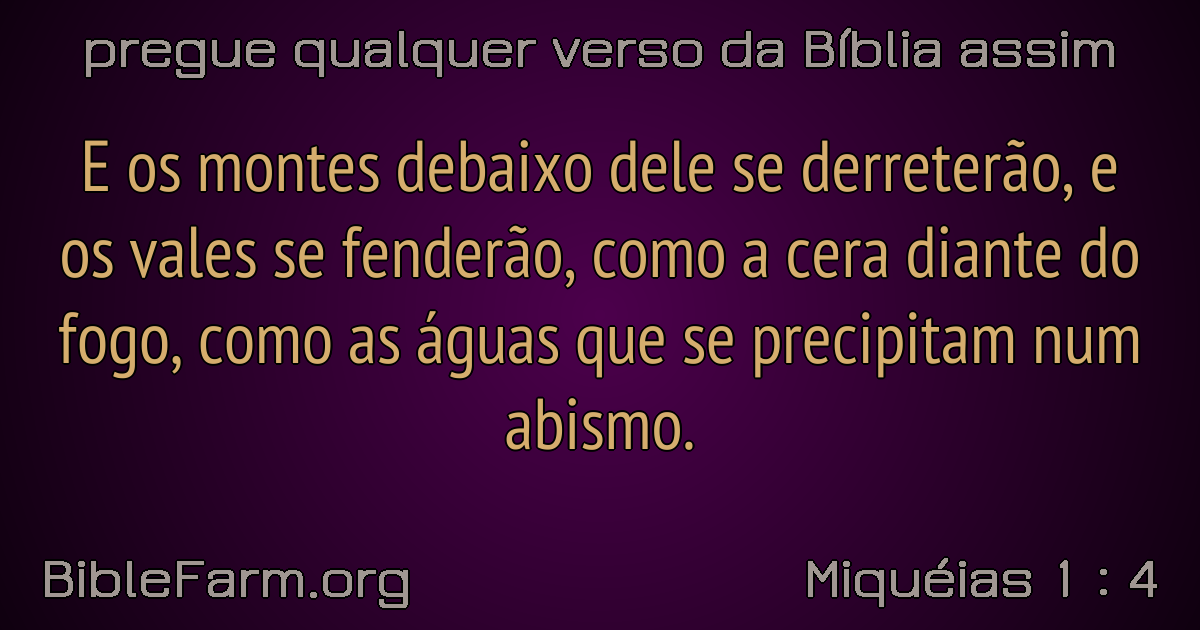 pregue qualquer verso da Bíblia assim
E os montes debaixo dele se derreterão, e
os vales se fenderão, como a cera diante do
fogo, como as águas que se precipitam num
abismo.
BibleFarm.org
Miquéias 1 : 4